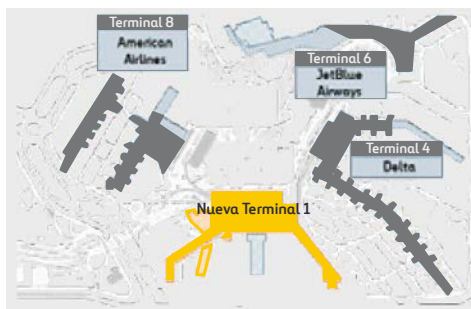 Terminal 8
American
Airlines
Terminal 6
JetBlue
Airways
Terminal 4
Delta
Nueva Terminal 1